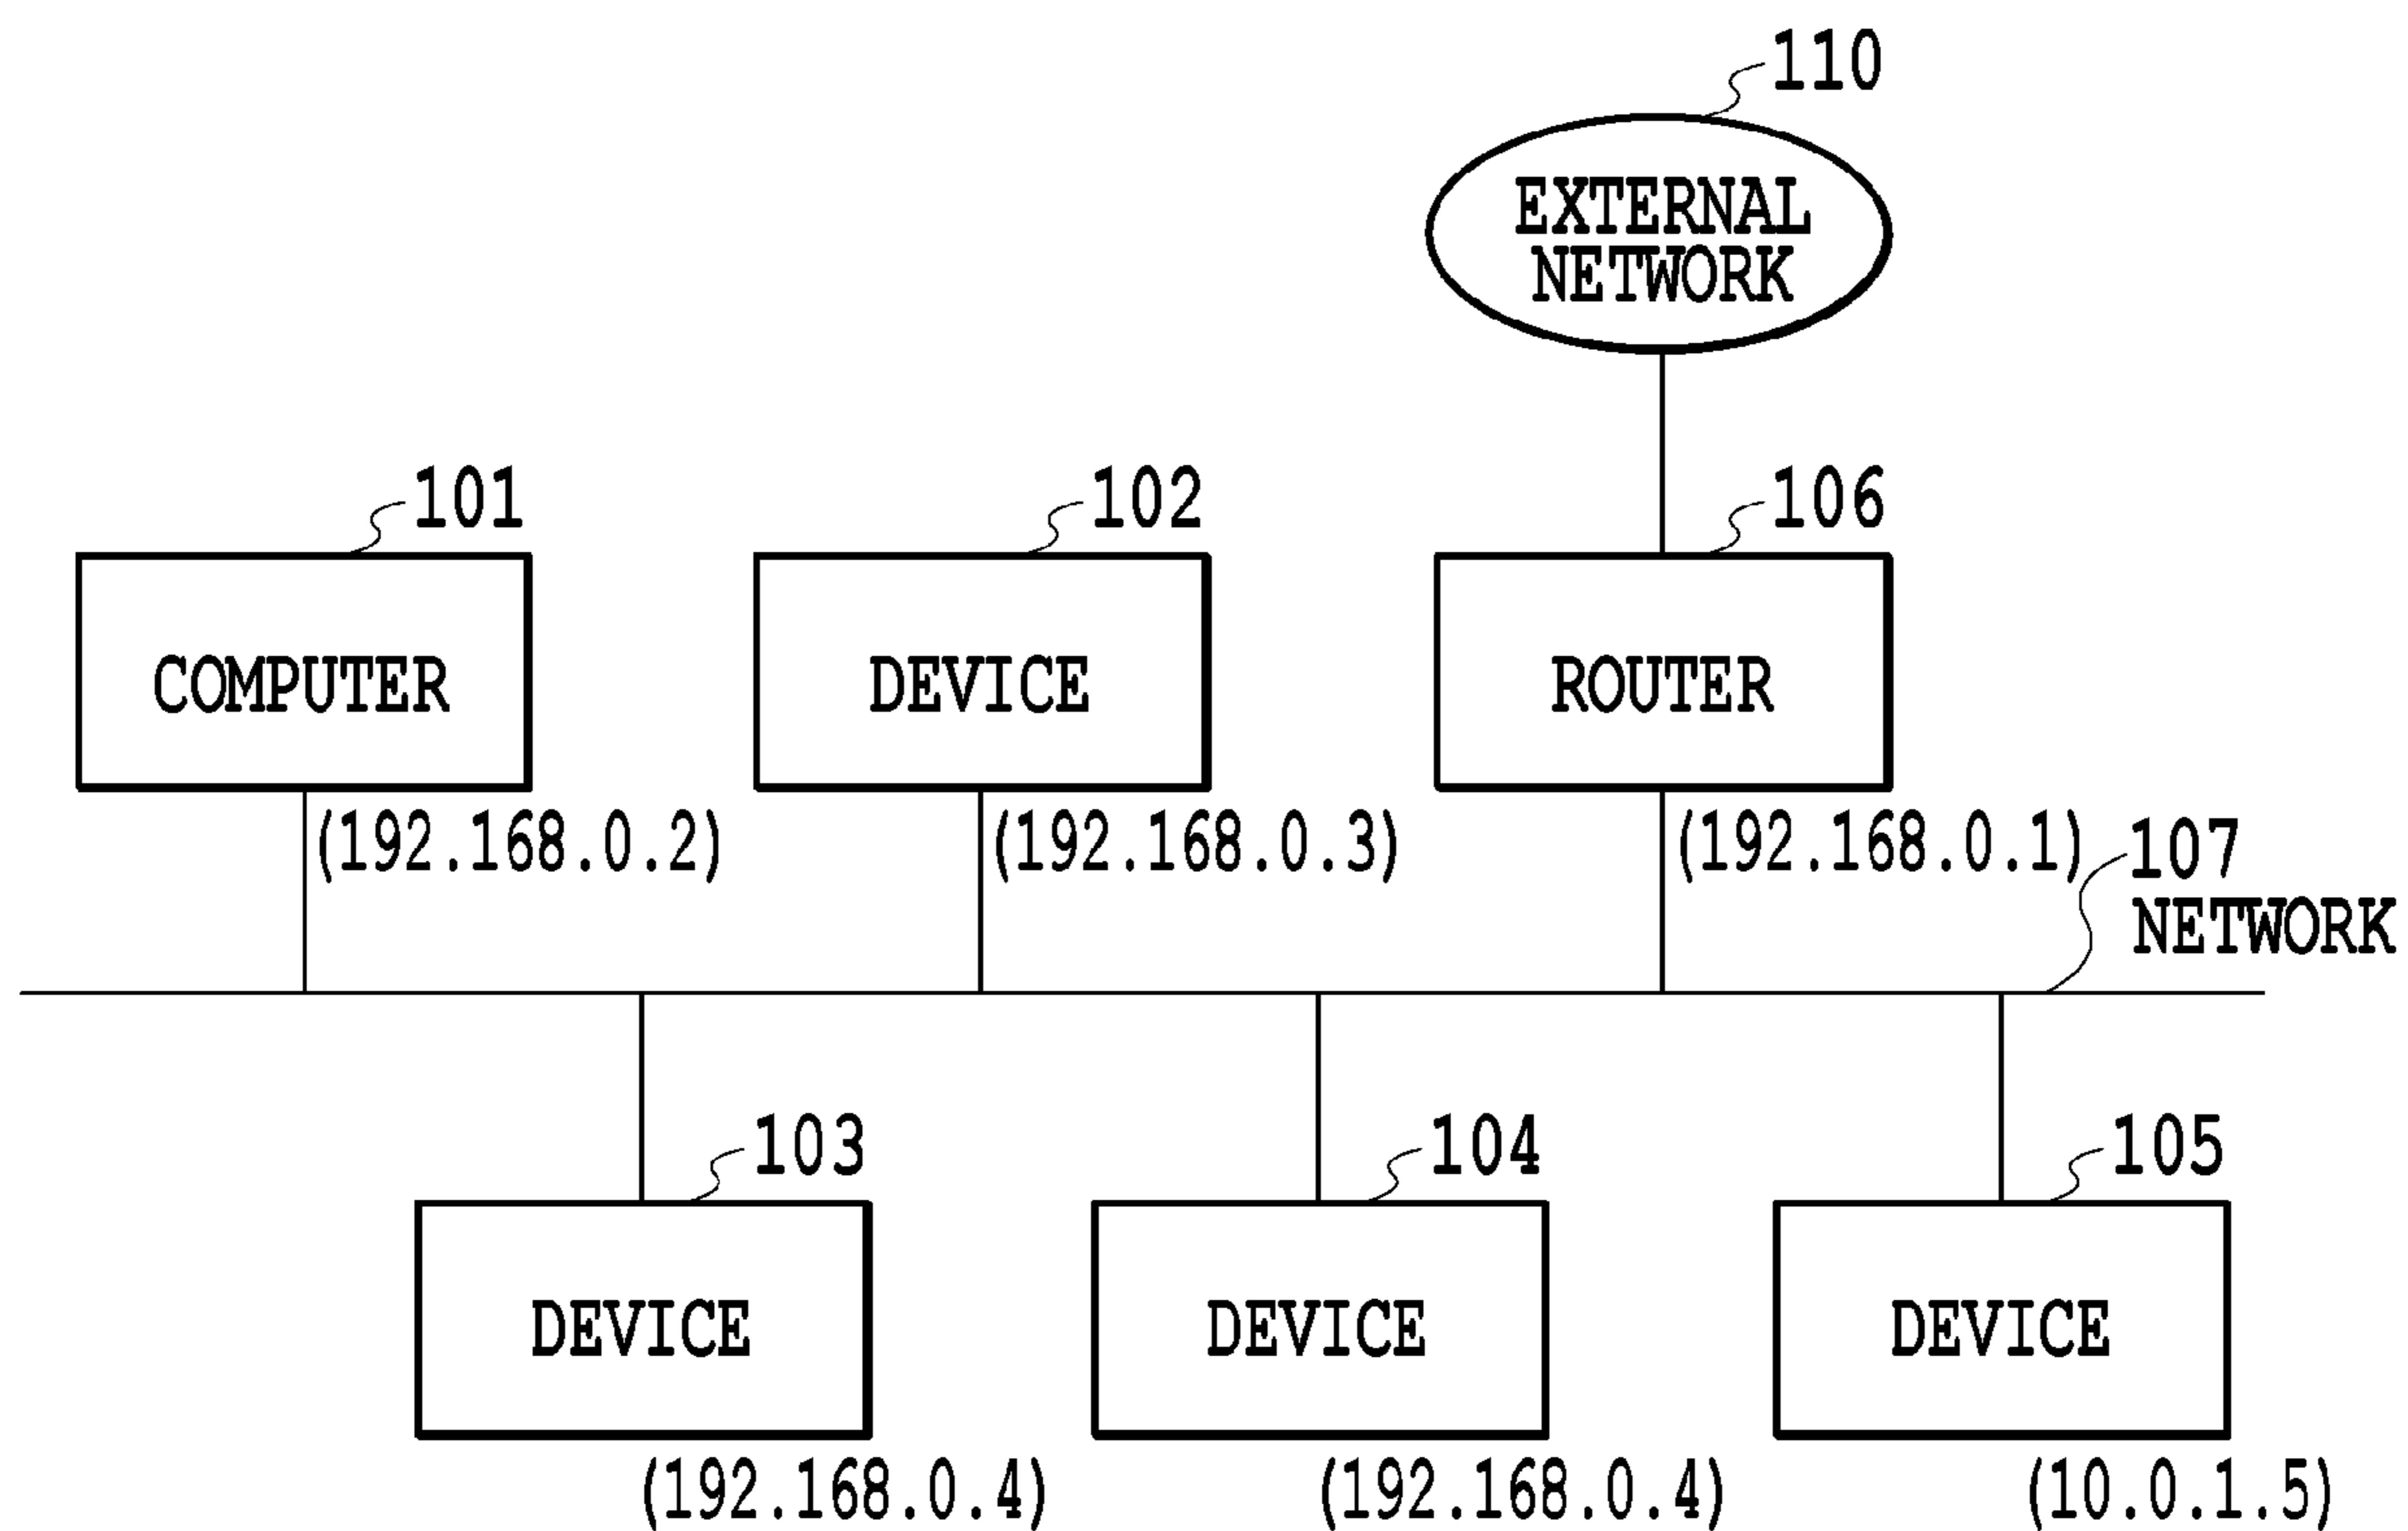 110
EXTERNAL
NETWORK
101
102
106
COMPUTER
DEVICE
ROUTER
(192.168.0.2)
(192.168.0.3)
(192.168.0.1)
107
NETWORK
103
104
105
DEVICE
DEVICE
DEVICE
(192.168.0.4)
(192.168.0.4)
(10.0.1.5)